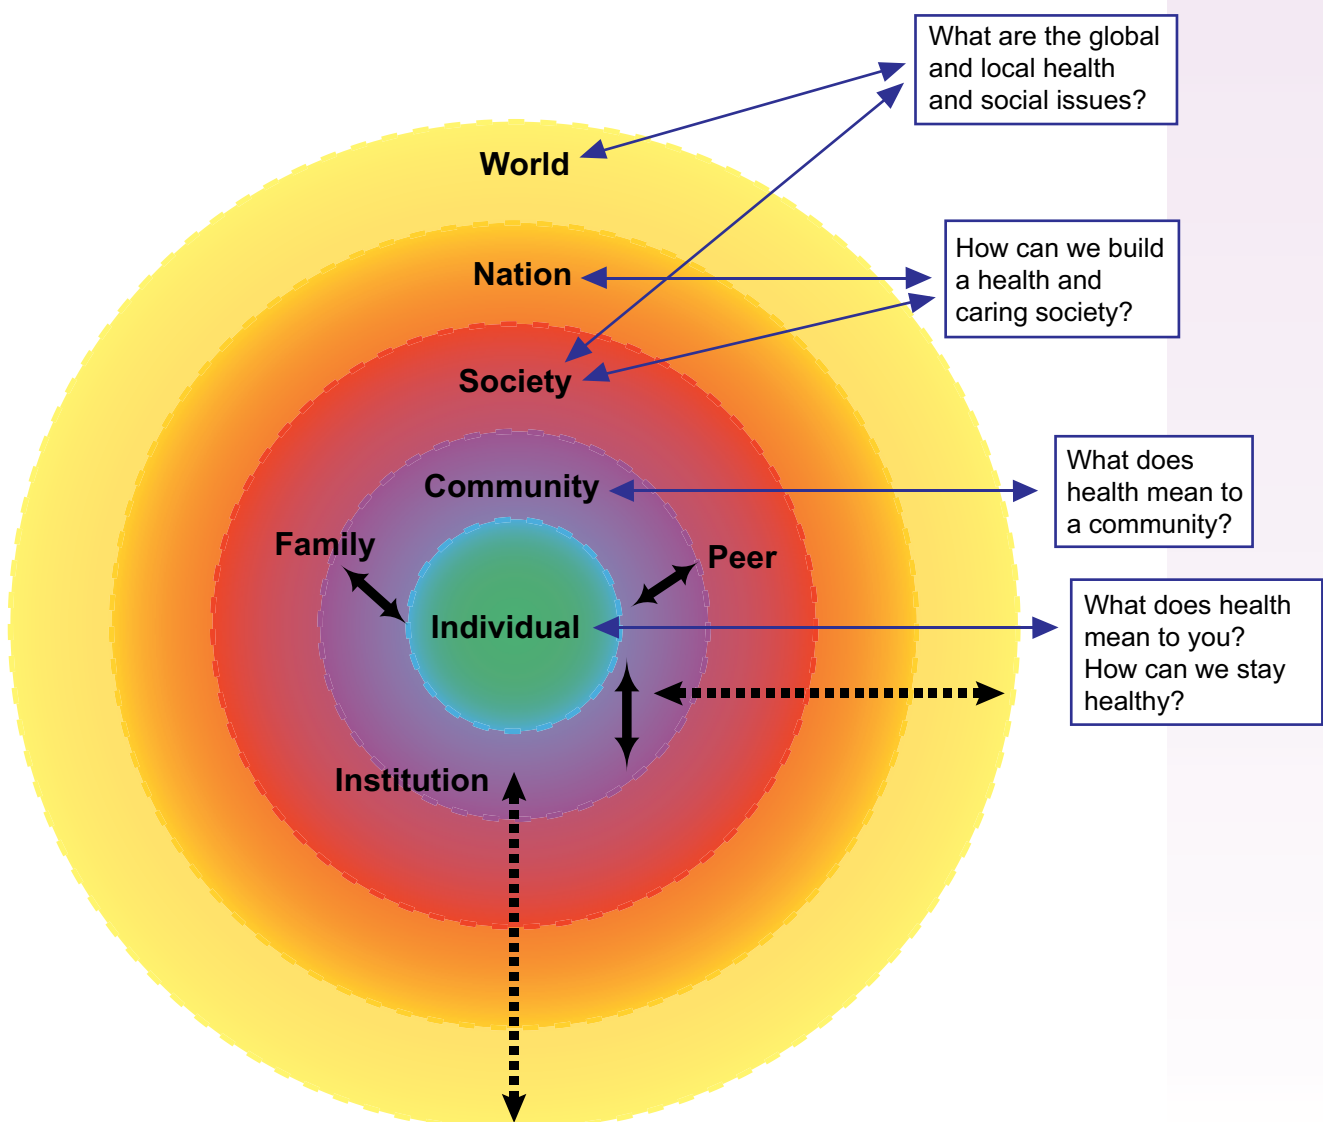 What are the global
and local health
and social issues?
World
How can we build
a health and
caring society?
Nation
Society
What does
health mean to
a community?
Community
Family
Peer
What does health
mean to you?
How can we stay
healthy?
Individual
Institution